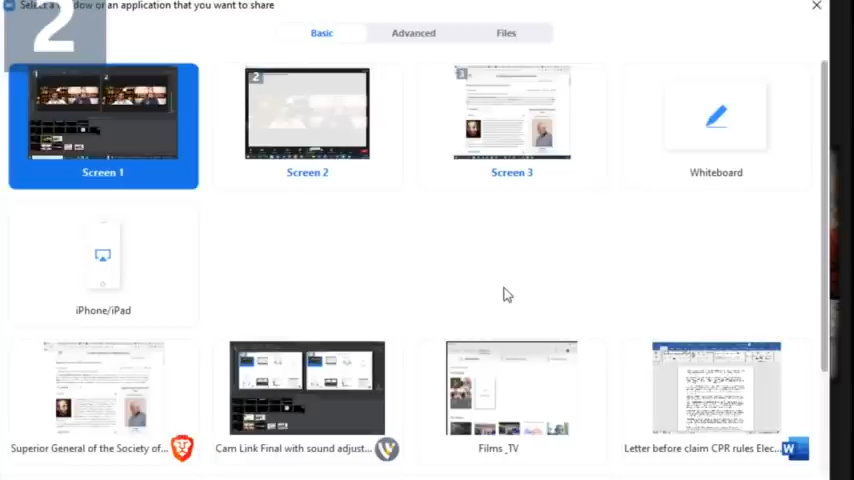 Select a window or an application that you want to share
2
Basic Advanced Files
Screen 1 Screen 2 Screen 3 Whiteboard
iPhone/iPad
Superior General of the Society of... Cam Link Final with sound adjust... Films _TV Letter before claim CPR rules Elec...